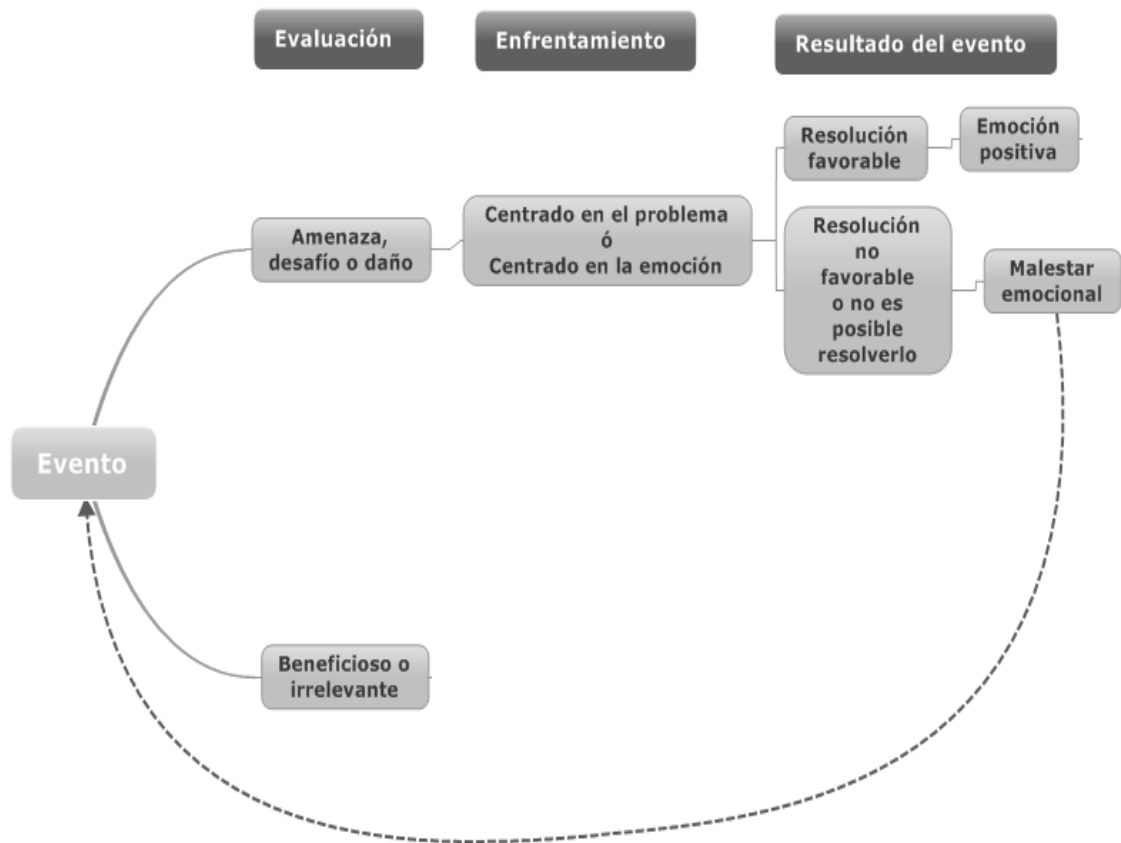 Evaluación
Enfrentamiento
Resultado del evento
Resolución
favorable
Emoción
positiva
Amenaza,
desafío o daño
Centrado en el problema
ó
Centrado en la emoción
Resolución
no
favorable
o no es
posible
resolverlo
Malestar
emocional
Evento
Beneficioso o
irrelevante